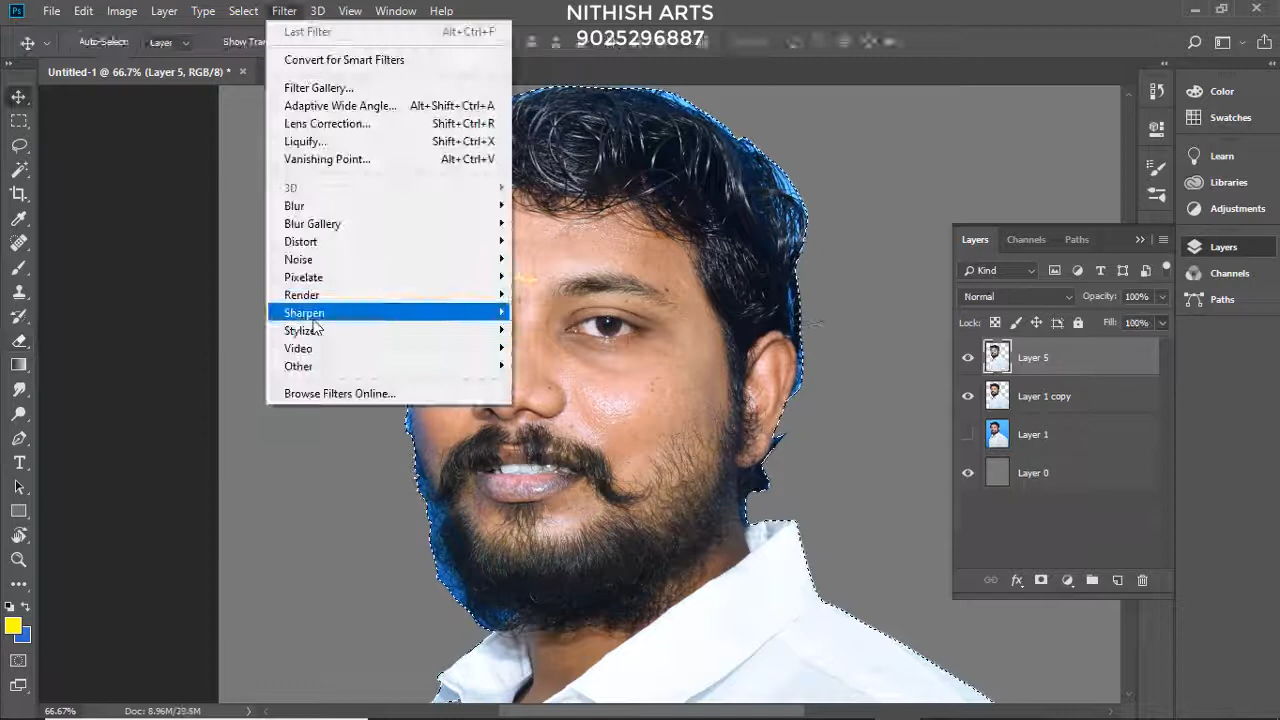 Ps File Edit Image Layer Type Select Filter 3D View Window Help
NITHISH ARTS
9025296887
Auto-Select: Layer Show Tran
Untitled-1 @ 66.7% (Layer 5, RGB/8) * ×
Last Filter Alt+Ctrl+F
Convert for Smart Filters
Filter Gallery...
Adaptive Wide Angle... Alt+Shift+Ctrl+A
Lens Correction... Shift+Ctrl+R
Liquify... Shift+Ctrl+X
Vanishing Point... Alt+Ctrl+V
3D
Blur
Blur Gallery
Distort
Noise
Pixelate
Render
Sharpen
Stylize
Video
Other
Browse Filters Online...
Color
Swatches
Learn
Libraries
Adjustments
Layers
Channels
Paths
Layers Channels Paths
Kind
Normal Opacity: 100%
Lock: Fill: 100%
Layer 5
Layer 1 copy
Layer 1
Layer 0
fx
66.67% Doc: 8.96M/28.5M